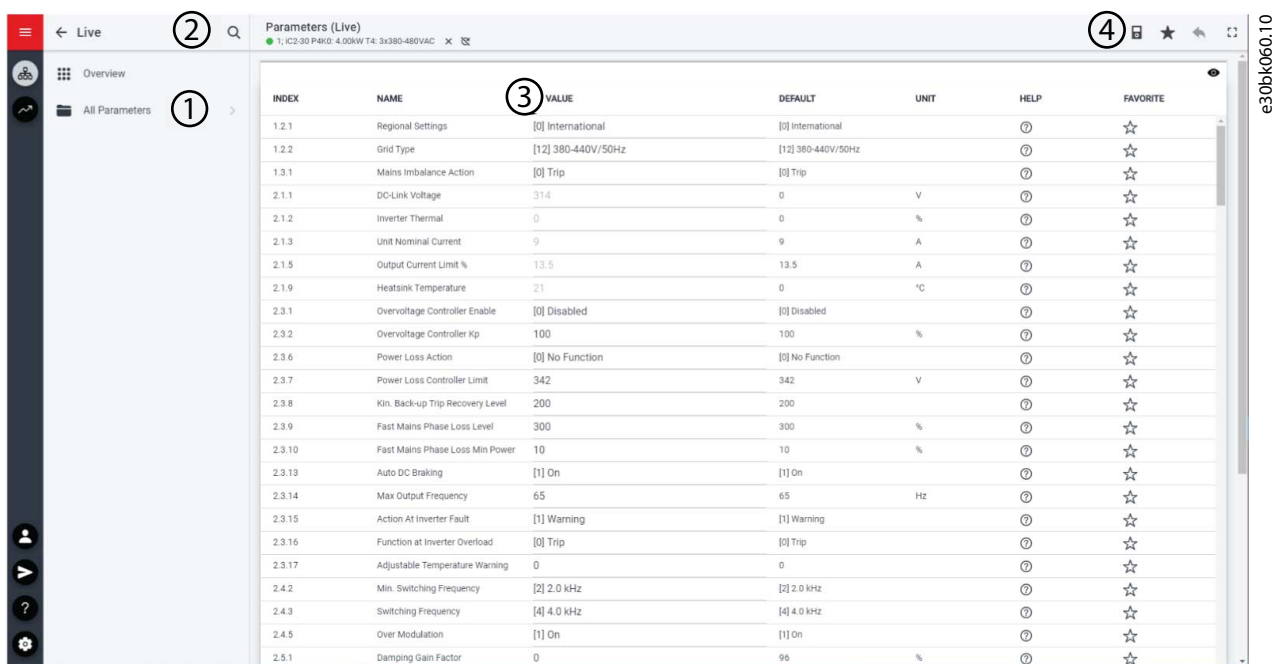 Live ② Parameters (Live) ④
1; iC2-30 P4K0: 4.00kW T4: 3x380-480VAC
Overview
All Parameters ①
INDEX NAME ③ VALUE DEFAULT UNIT HELP FAVORITE
1.2.1 Regional Settings [0] International [0] International
1.2.2 Grid Type [12] 380-440V/50Hz [12] 380-440V/50Hz
1.3.1 Mains Imbalance Action [0] Trip [0] Trip
2.1.1 DC-Link Voltage 314 0 V
2.1.2 Inverter Thermal 0 0 %
2.1.3 Unit Nominal Current 9 9 A
2.1.5 Output Current Limit % 13.5 13.5 A
2.1.9 Heatsink Temperature 21 0 °C
2.3.1 Overvoltage Controller Enable [0] Disabled [0] Disabled
2.3.2 Overvoltage Controller Kp 100 100 %
2.3.6 Power Loss Action [0] No Function [0] No Function
2.3.7 Power Loss Controller Limit 342 342 V
2.3.8 Kin. Back-up Trip Recovery Level 200 200
2.3.9 Fast Mains Phase Loss Level 300 300 %
2.3.10 Fast Mains Phase Loss Min Power 10 10 %
2.3.13 Auto DC Braking [1] On [1] On
2.3.14 Max Output Frequency 65 65 Hz
2.3.15 Action At Inverter Fault [1] Warning [1] Warning
2.3.16 Function at Inverter Overload [0] Trip [0] Trip
2.3.17 Adjustable Temperature Warning 0 0
2.4.2 Min. Switching Frequency [2] 2.0 kHz [2] 2.0 kHz
2.4.3 Switching Frequency [4] 4.0 kHz [4] 4.0 kHz
2.4.5 Over Modulation [1] On [1] On
2.5.1 Damping Gain Factor 0 96 %
e30bk060.10